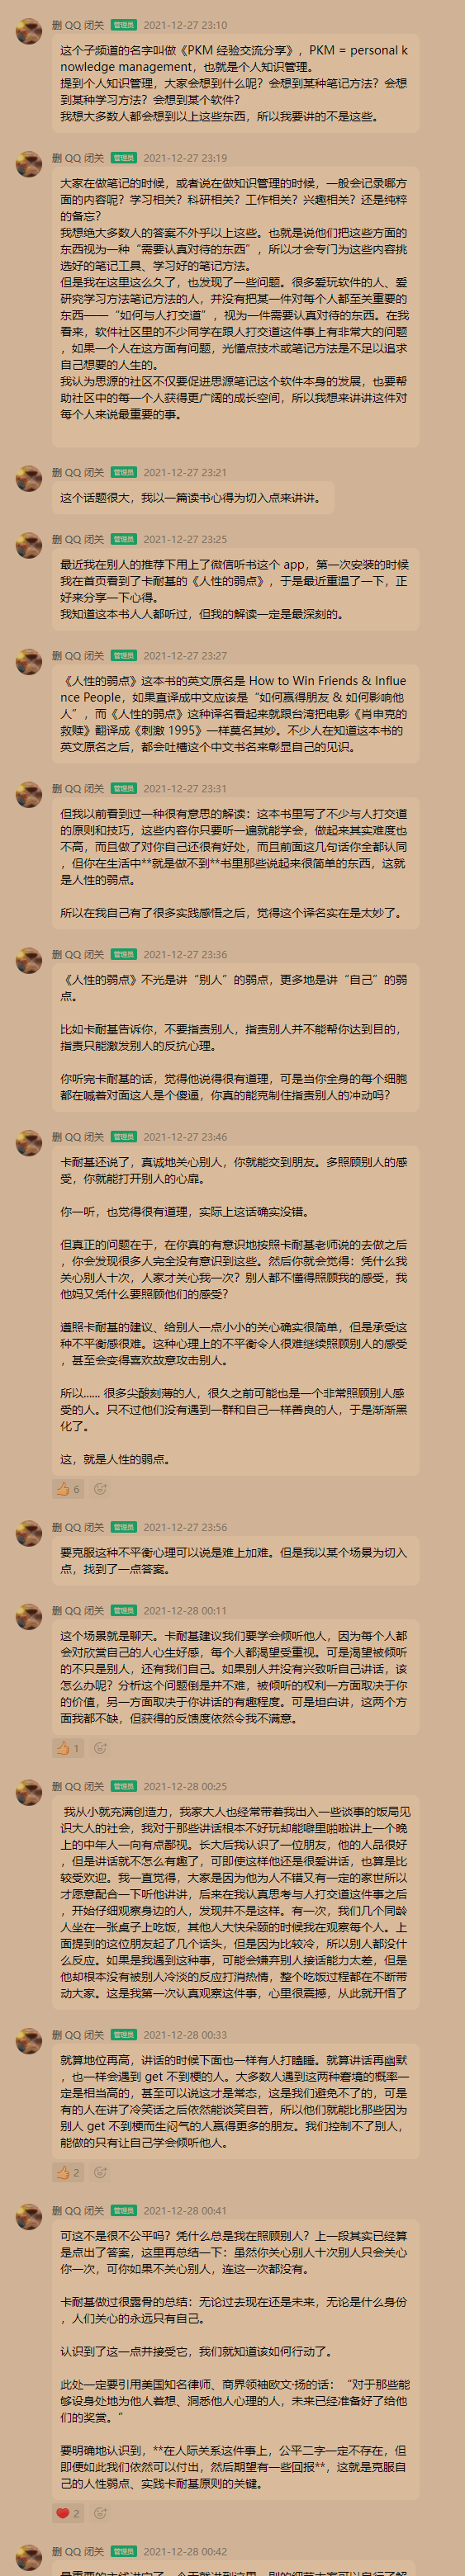 删 QQ 闭关 管理员 2021-12-27 23:10
这个子频道的名字叫做《PKM 经验交流分享》，PKM = personal k
nowledge management，也就是个人知识管理。
提到个人知识管理，大家会想到什么呢？会想到某种笔记方法？会想
到某种学习方法？会想到某个软件？
我想大多数人都会想到以上这些东西，所以我要讲的不是这些。
删 QQ 闭关 管理员 2021-12-27 23:19
大家在做笔记的时候，或者说在做知识管理的时候，一般会记录哪方
面的内容呢？学习相关？科研相关？工作相关？兴趣相关？还是纯粹
的备忘？
我想绝大多数人的答案不外乎以上这些。也就是说他们把这些方面的
东西视为一种“需要认真对待的东西”，所以才会专门为这些内容挑
选好的笔记工具、学习好的笔记方法。
但是我在这里这么久了，也发现了一些问题。很多爱玩软件的人、爱
研究学习方法笔记方法的人，并没有把某一件对每个人都至关重要的
东西——“如何与人打交道”，视为一件需要认真对待的东西。在我
看来，软件社区里的不少同学在跟人打交道这件事上有非常大的问题
，如果一个人在这方面有问题，光懂点技术或笔记方法是不足以追求
自己想要的人生的。
我认为思源的社区不仅要促进思源笔记这个软件本身的发展，也要帮
助社区中的每一个人获得更广阔的成长空间，所以我想来讲讲这件对
每个人来说最重要的事。
删 QQ 闭关 管理员 2021-12-27 23:21
这个话题很大，我以一篇读书心得为切入点来讲讲。
删 QQ 闭关 管理员 2021-12-27 23:25
最近我在别人的推荐下用上了微信听书这个 app，第一次安装的时候
我在首页看到了卡耐基的《人性的弱点》，于是最近重温了一下，正
好来分享一下心得。
我知道这本书人人都听过，但我的解读一定是最深刻的。
删 QQ 闭关 管理员 2021-12-27 23:27
《人性的弱点》这本书的英文原名是 How to Win Friends & Influe
nce People，如果直译成中文应该是“如何赢得朋友 & 如何影响他
人”，而《人性的弱点》这种译名看起来就跟台湾把电影《肖申克的
救赎》翻译成《刺激 1995》一样莫名其妙。不少人在知道这本书的
英文原名之后，都会吐槽这个中文书名来彰显自己的见识。
删 QQ 闭关 管理员 2021-12-27 23:31
但我以前看到过一种很有意思的解读：这本书里写了不少与人打交道
的原则和技巧，这些内容你只要听一遍就能学会，做起来其实难度也
不高，而且做了对你自己还很有好处，而且前面这几句话你全都认同
，但你在生活中**就是做不到**书里那些说起来很简单的东西，这就
是人性的弱点。
所以在我自己有了很多实践感悟之后，觉得这个译名实在是太妙了。
删 QQ 闭关 管理员 2021-12-27 23:36
《人性的弱点》不光是讲“别人”的弱点，更多地是讲“自己”的弱
点。
比如卡耐基告诉你，不要指责别人，指责别人并不能帮你达到目的，
指责只能激发别人的反抗心理。
你听完卡耐基的话，觉得他说得很有道理，可是当你全身的每个细胞
都在喊着对面这人是个傻逼，你真的能克制住指责别人的冲动吗？
删 QQ 闭关 管理员 2021-12-27 23:46
卡耐基还说了，真诚地关心别人，你就能交到朋友。多照顾别人的感
受，你就能打开别人的心扉。
你一听，也觉得很有道理，实际上这话确实没错。
但真正的问题在于，在你真的有意识地按照卡耐基老师说的去做之后
，你会发现很多人完全没有意识到这些。然后你就会觉得：凭什么我
关心别人十次，人家才关心我一次？别人都不懂得照顾我的感受，我
他妈又凭什么要照顾他们的感受？
遵照卡耐基的建议、给别人一点小小的关心确实很简单，但是承受这
种不平衡感很难。这种心理上的不平衡令人很难继续照顾别人的感受
，甚至会变得喜欢故意攻击别人。
所以...... 很多尖酸刻薄的人，很久之前可能也是一个非常照顾别人感
受的人。只不过他们没有遇到一群和自己一样善良的人，于是渐渐黑
化了。
这，就是人性的弱点。
6
删 QQ 闭关 管理员 2021-12-27 23:56
要克服这种不平衡心理可以说是难上加难。但是我以某个场景为切入
点，找到了一点答案。
删 QQ 闭关 管理员 2021-12-28 00:11
这个场景就是聊天。卡耐基建议我们要学会倾听他人，因为每个人都
会对欣赏自己的人心生好感，每个人都渴望受重视。可是渴望被倾听
的不只是别人，还有我们自己。如果别人并没有兴致听自己讲话，该
怎么办呢？分析这个问题倒是并不难，被倾听的权利一方面取决于你
的价值，另一方面取决于你讲话的有趣程度。可是坦白讲，这两个方
面我都不缺，但获得的反馈度依然令我不满意。
1
删 QQ 闭关 管理员 2021-12-28 00:25
我从小就充满创造力，我家大人也经常带着我出入一些谈事的饭局见
识大人的社会，我对于那些讲话根本不好玩却能噼里啪啦讲上一个晚
上的中年人一向有点鄙视。长大后我认识了一位朋友，他的人品很好
，但是讲话就不怎么有趣了，可即便这样他还是很爱讲话，也算是比
较受欢迎。我一直觉得，大家是因为他为人不错又有一定的家世所以
才愿意配合一下听他讲讲，后来在我认真思考与人打交道这件事之后
，开始仔细观察身边的人，发现并不是这样。有一次，我们几个同龄
人坐在一张桌子上吃饭，其他人大快朵颐的时候我在观察每个人。上
面提到的这位朋友起了几个话头，但是因为比较冷，所以别人都没什
么反应。如果是我遇到这种事，可能会嫌弃别人接话能力太差，但是
他却根本没有被别人冷淡的反应打消热情，整个吃饭过程都在不断带
动大家。这是我第一次认真观察这件事，心里很震撼，从此就开悟了
删 QQ 闭关 管理员 2021-12-28 00:33
就算地位再高，讲话的时候下面也一样有人打瞌睡。就算讲话再幽默
，也一样会遇到 get 不到梗的人。大多数人遇到这两种窘境的概率一
定是相当高的，甚至可以说这才是常态，这是我们避免不了的，可是
有的人在讲了冷笑话之后依然能谈笑自若，所以他们就能比那些因为
别人 get 不到梗而生闷气的人赢得更多的朋友。我们控制不了别人，
能做的只有让自己学会倾听他人。
2
删 QQ 闭关 管理员 2021-12-28 00:41
可这不是很不公平吗？凭什么总是我在照顾别人？上一段其实已经算
是点出了答案，这里再总结一下：虽然你关心别人十次别人只会关心
你一次，可你如果不关心别人，连这一次都没有。
卡耐基做过很露骨的总结：无论过去现在还是未来，无论是什么身份
，人们关心的永远只有自己。
认识到了这一点并接受它，我们就知道该如何行动了。
此处一定要引用美国知名律师、商界领袖欧文·扬的话：“对于那些能
够设身处地为他人着想、洞悉他人心理的人，未来已经准备好了给他
们的奖赏。“
要明确地认识到，**在人际关系这件事上，公平二字一定不存在，但
即便如此我们依然可以付出，然后期望有一些回报**，这就是克服自
己的人性弱点、实践卡耐基原则的关键。
2
删 QQ 闭关 管理员 2021-12-28 00:42